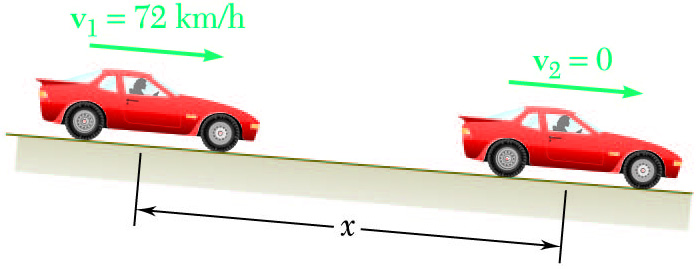 v₁ = 72 km/h
v₂ = 0
x